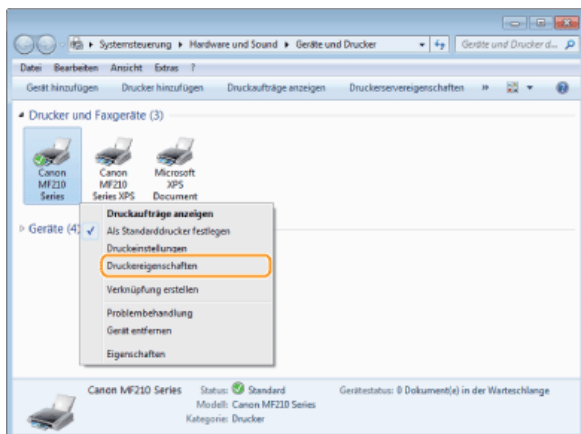 Systemsteuerung ▸ Hardware und Sound ▸ Geräte und Drucker
Geräte und Drucker d...
Datei Bearbeiten Ansicht Extras ?
Gerät hinzufügen Drucker hinzufügen Druckaufträge anzeigen Druckerservereigenschaften »
Drucker und Faxgeräte (3)
Canon MF210 Series
Canon MF210 Series XPS
Microsoft XPS Document
Geräte (4)
Druckaufträge anzeigen
Als Standarddrucker festlegen
Druckeinstellungen
Druckereigenschaften
Verknüpfung erstellen
Problembehandlung
Gerät entfernen
Eigenschaften
Canon MF210 Series Status: Standard Gerätestatus: 0 Dokument(e) in der Warteschlange
Modell: Canon MF210 Series
Kategorie: Drucker